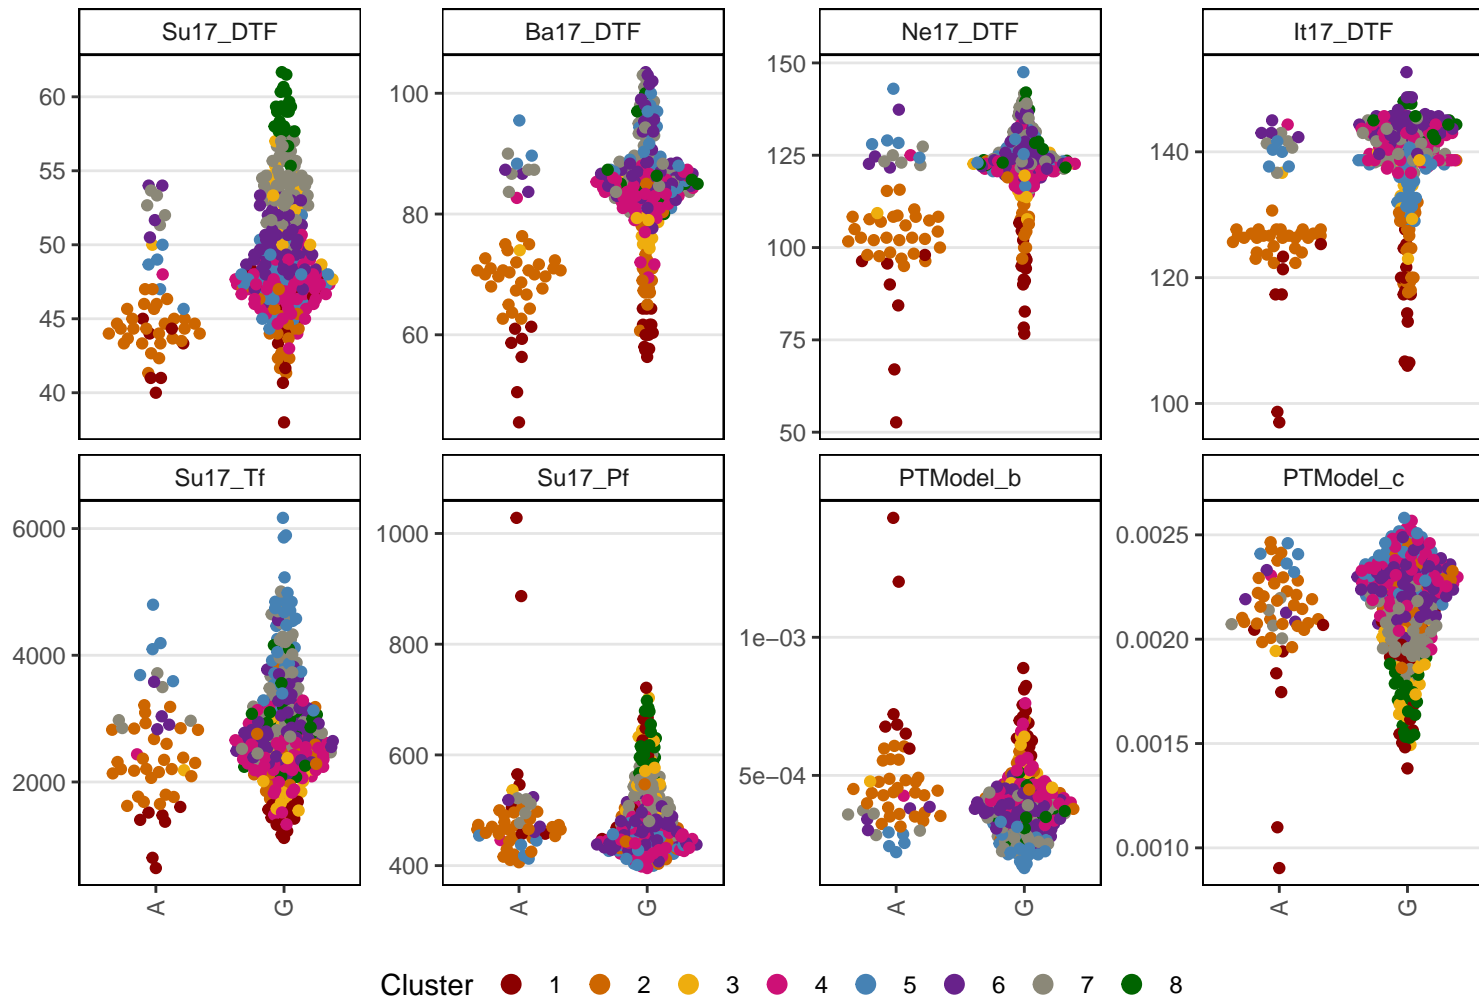 Su17_DTF Ba17_DTF Ne17_DTF It17_DTF
60 55 50 45 40
100 80 60
150 125 100 75 50
140 120 100
Su17_Tf Su17_Pf PTModel_b PTModel_c
6000 4000 2000
1000 800 600 400
1e−03 5e−04
0.0025 0.0020 0.0015 0.0010
A G A G A G A G
Cluster 1 2 3 4 5 6 7 8